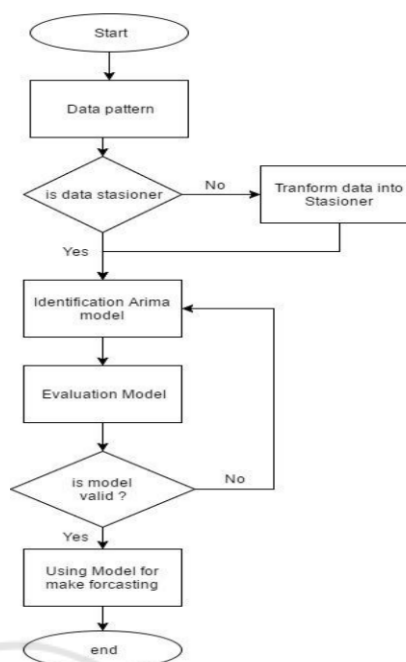 Start
Data pattern
is data stasioner
No
Tranform data into
Stasioner
Yes
Identification Arima
model
Evaluation Model
is model
valid ?
No
Yes
Using Model for
make forcasting
end